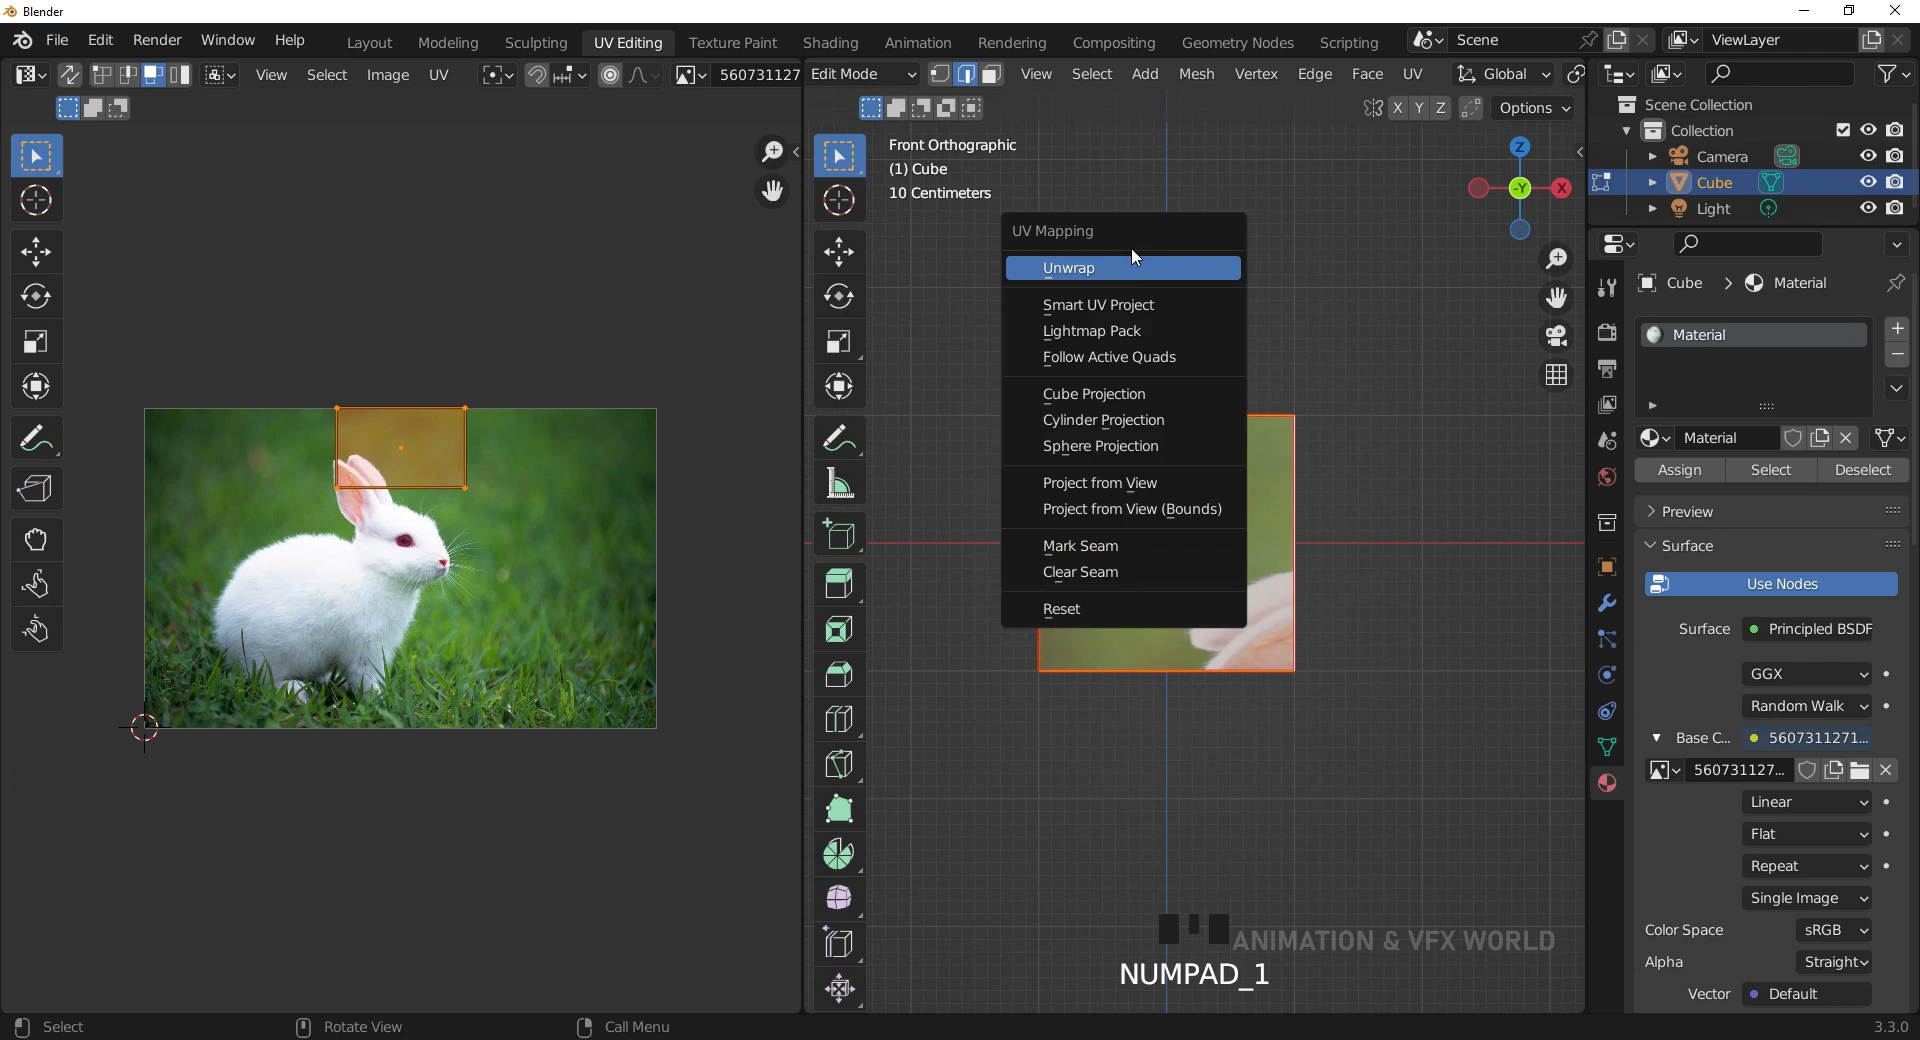 Blender
File Edit Render Window Help Layout Modeling Sculpting UV Editing Texture Paint Shading Animation Rendering Compositing Geometry Nodes Scripting Scene ViewLayer
View Select Image UV 560731127 Edit Mode View Select Add Mesh Vertex Edge Face UV Global
X Y Z Options
Scene Collection
Collection
Camera
Cube
Light
Front Orthographic
(1) Cube
10 Centimeters
Z
-Y
X
UV Mapping
Unwrap
Smart UV Project
Lightmap Pack
Follow Active Quads
Cube Projection
Cylinder Projection
Sphere Projection
Project from View
Project from View (Bounds)
Mark Seam
Clear Seam
Reset
Cube > Material
Material
Material
Assign Select Deselect
Preview
Surface
Use Nodes
Surface Principled BSDF
GGX
Random Walk
Base C... 5607311271...
560731127...
Linear
Flat
Repeat
Single Image
Color Space sRGB
Alpha Straight
Vector Default
ANIMATION & VFX WORLD
NUMPAD_1
Select Rotate View Call Menu 3.3.0